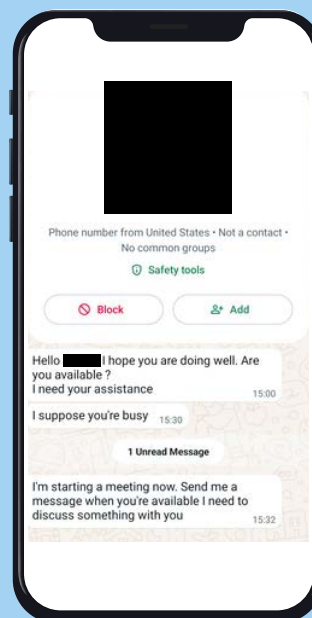 Phone number from United States • Not a contact •
No common groups
Safety tools
Block
Add
Hello I hope you are doing well. Are
you available ?
I need your assistance
15:00
I suppose you're busy 15:30
1 Unread Message
I'm starting a meeting now. Send me a
message when you're available I need to
discuss something with you
15:32